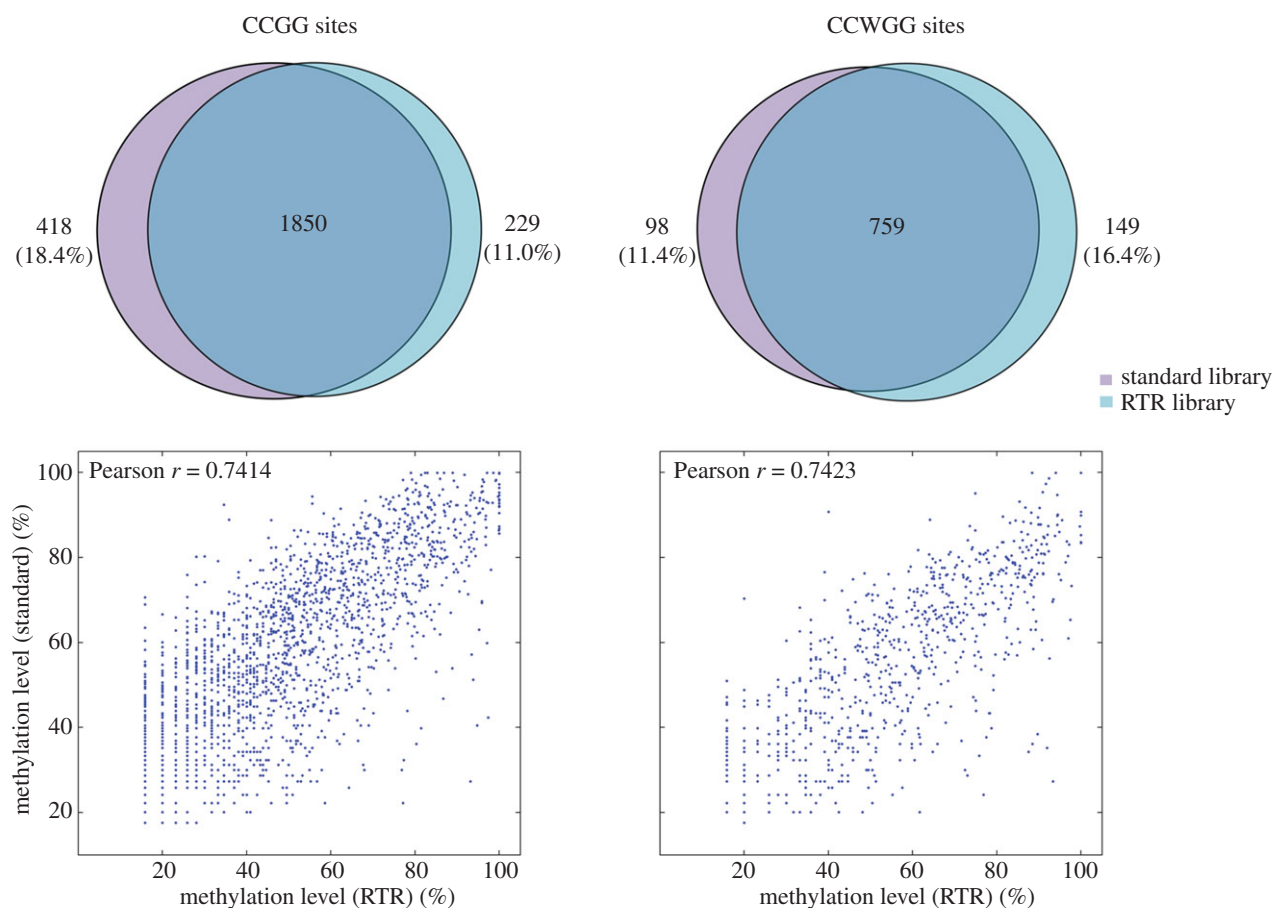 CCGG sites
418
(18.4%)
1850
229
(11.0%)
CCWGG sites
98
(11.4%)
759
149
(16.4%)
standard library
RTR library
Pearson r = 0.7414
methylation level (standard) (%)
100
80
60
40
20
20 40 60 80 100
methylation level (RTR) (%)
Pearson r = 0.7423
20 40 60 80 100
methylation level (RTR) (%)